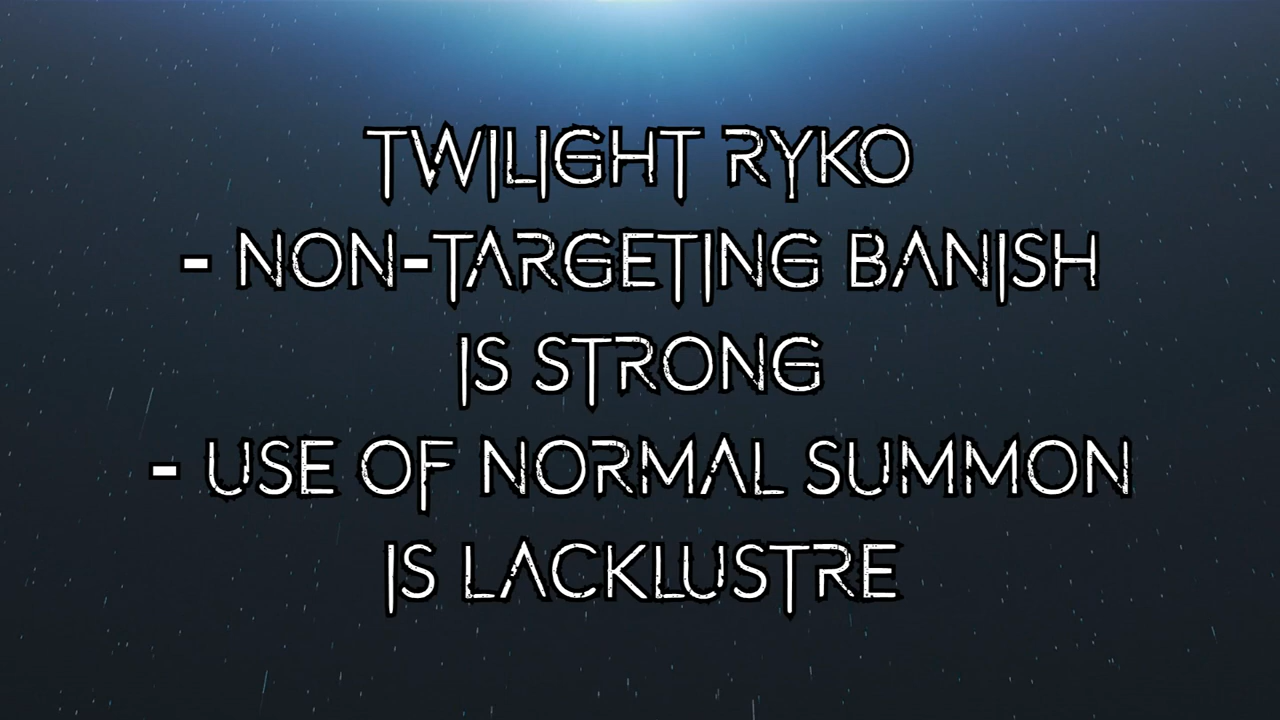 TWILIGHT RYKO
- NON-TARGETING BANISH
IS STRONG
- USE OF NORMAL SUMMON
IS LACKLUSTRE